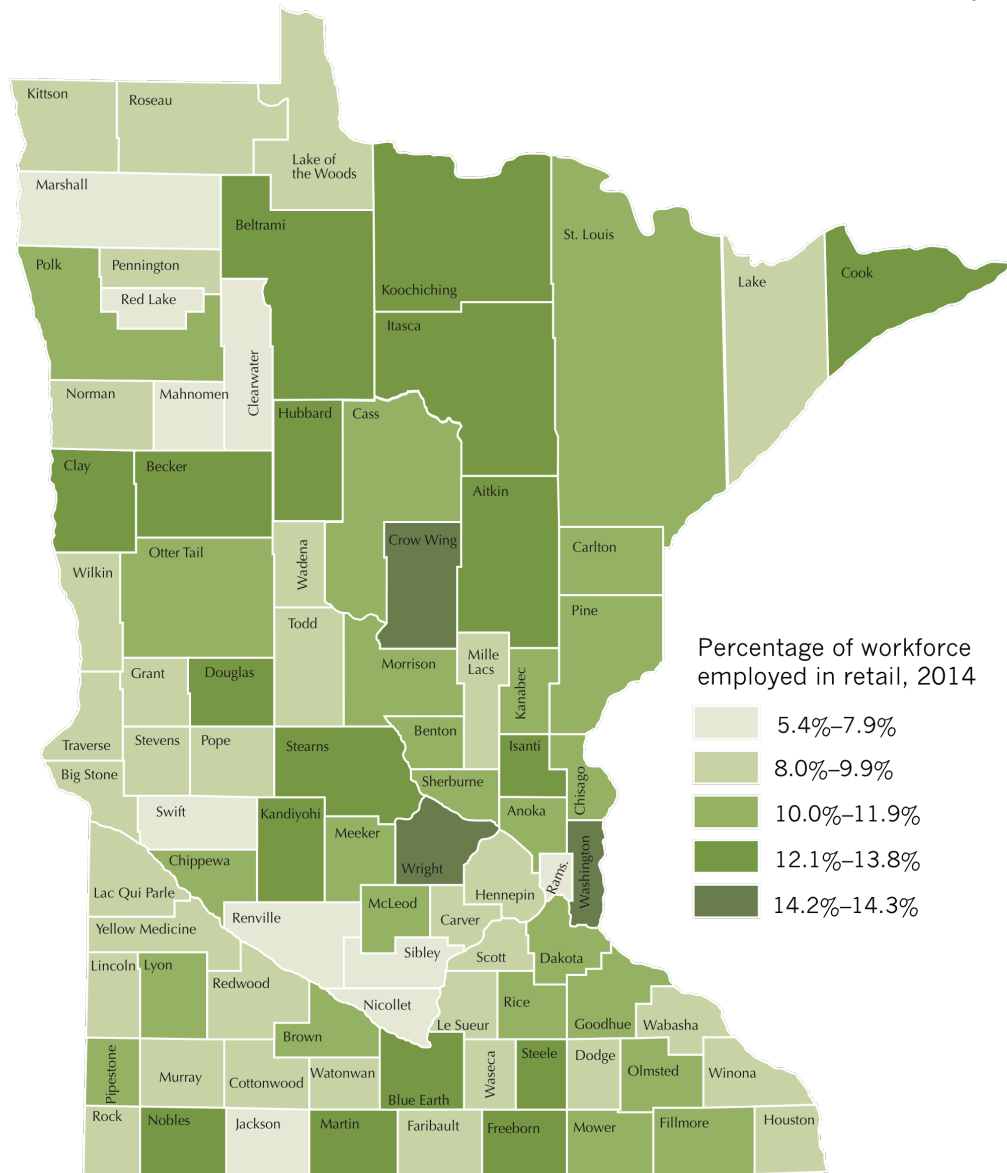 Kittson
Roseau
Lake of
the Woods
Marshall
Beltrami
Koochiching
St. Louis
Lake
Cook
Polk
Pennington
Red Lake
Clearwater
Itasca
Norman
Mahnomen
Hubbard
Cass
Clay
Becker
Aitkin
Crow Wing
Wadena
Carlton
Otter Tail
Wilkin
Pine
Todd
Mille
Lacs
Morrison
Kanabec
Grant
Douglas
Traverse
Stevens
Pope
Stearns
Benton
Isanti
Chisago
Big Stone
Sherburne
Swift
Kandiyohi
Meeker
Anoka
Wright
Washington
Chippewa
Lac Qui Parle
Hennepin
Rams.
McLeod
Carver
Renville
Yellow Medicine
Sibley
Scott
Dakota
Lincoln
Lyon
Redwood
Nicollet
Le Sueur
Rice
Goodhue
Wabasha
Brown
Pipestone
Murray
Cottonwood
Watonwan
Blue Earth
Waseca
Steele
Dodge
Olmsted
Winona
Rock
Nobles
Jackson
Martin
Faribault
Freeborn
Mower
Fillmore
Houston
Percentage of workforce
employed in retail, 2014
5.4%–7.9%
8.0%–9.9%
10.0%–11.9%
12.1%–13.8%
14.2%–14.3%